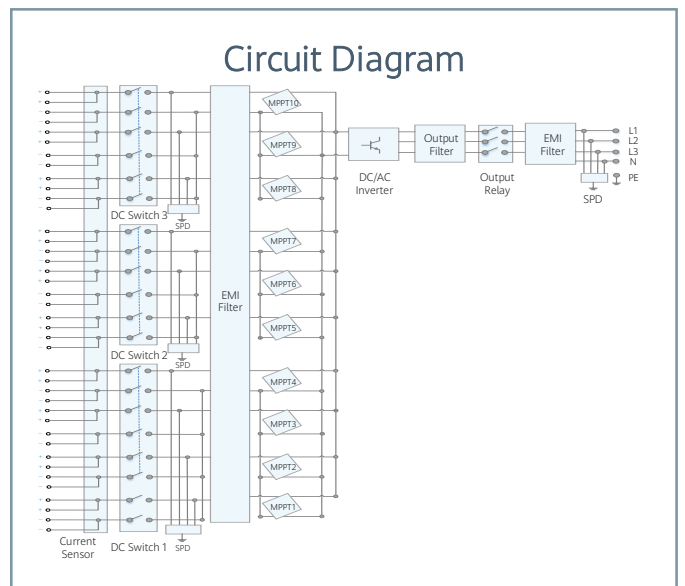 Circuit Diagram
MPPT10
MPPT9
MPPT8
MPPT7
MPPT6
MPPT5
MPPT4
MPPT3
MPPT2
MPPT1
DC Switch 3
SPD
DC Switch 2
SPD
Current
Sensor
DC Switch 1
SPD
EMI
Filter
DC/AC
Inverter
Output
Filter
Output
Relay
EMI
Filter
L1
L2
L3
N
PE
SPD